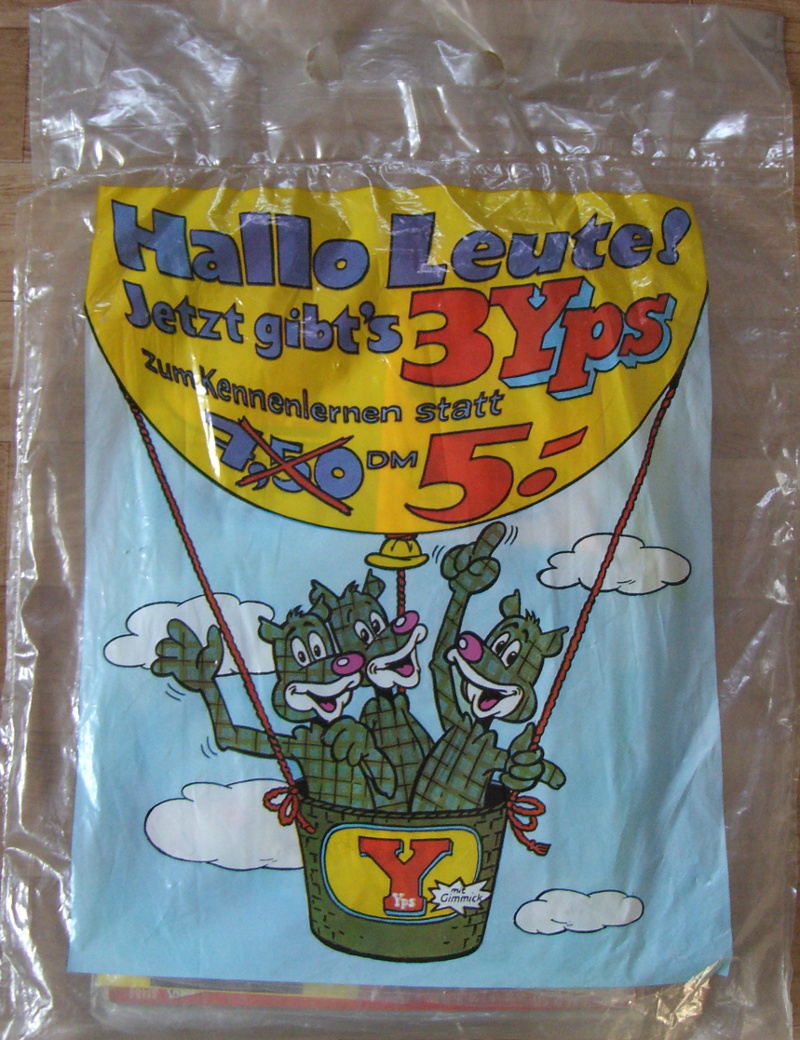 Hallo Leute!
Jetzt gibt's 3 Yps
zum Kennenlernen statt
7,50 DM 5.-
Y
Yps
mit
Gimmick